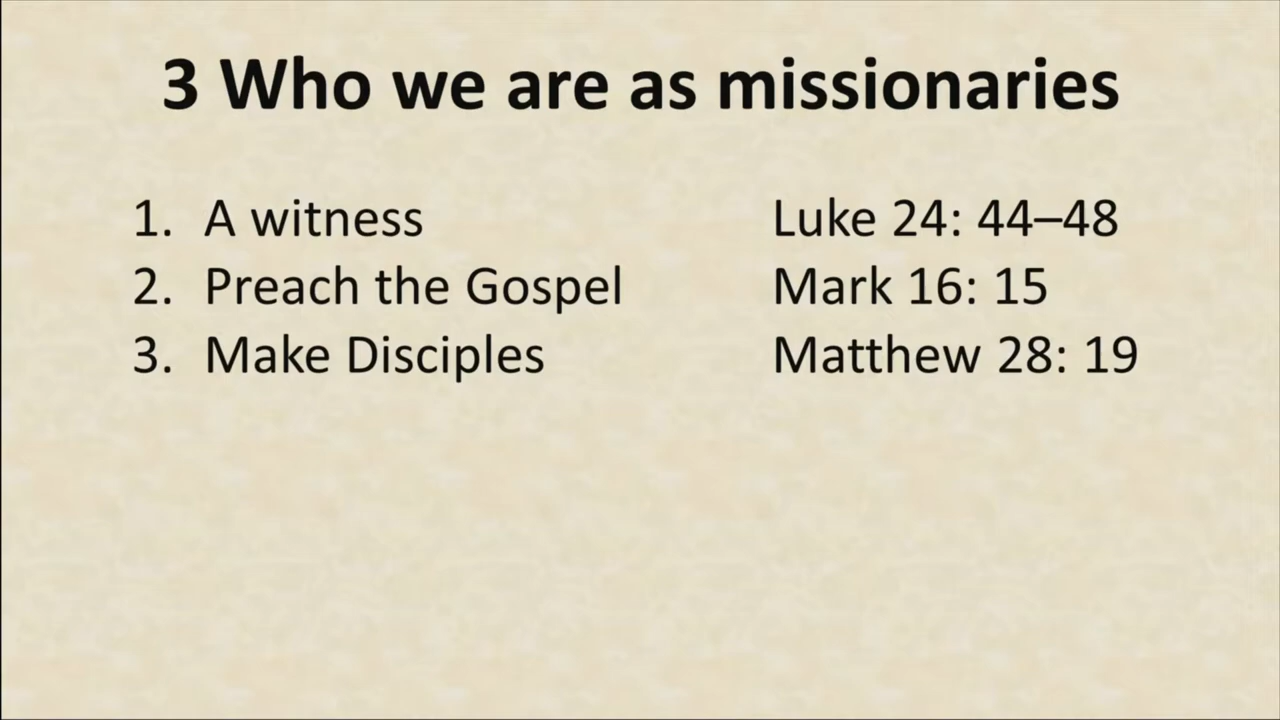 3 Who we are as missionaries
1. A witness Luke 24: 44–48
2. Preach the Gospel Mark 16: 15
3. Make Disciples Matthew 28: 19